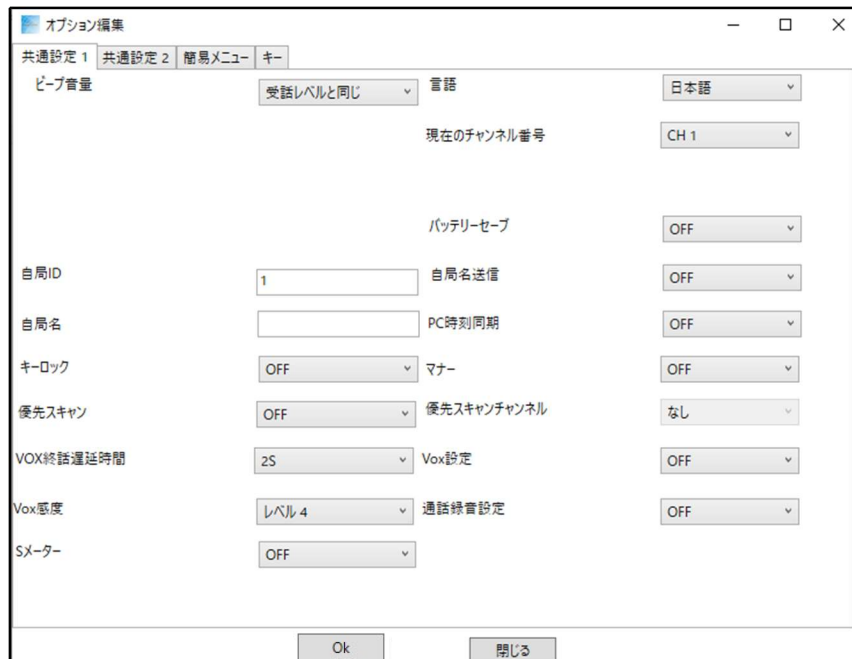 オプション編集
共通設定 1 共通設定 2 簡易メニュー キー
ビープ音量 受話レベルと同じ 言語 日本語
現在のチャンネル番号 CH 1
バッテリーセーブ OFF
自局ID 1 自局名送信 OFF
自局名 PC時刻同期 OFF
キーロック OFF マナー OFF
優先スキャン OFF 優先スキャンチャンネル なし
VOX終話遅延時間 2S Vox設定 OFF
Vox感度 レベル 4 通話録音設定 OFF
Sメーター OFF
Ok 閉じる